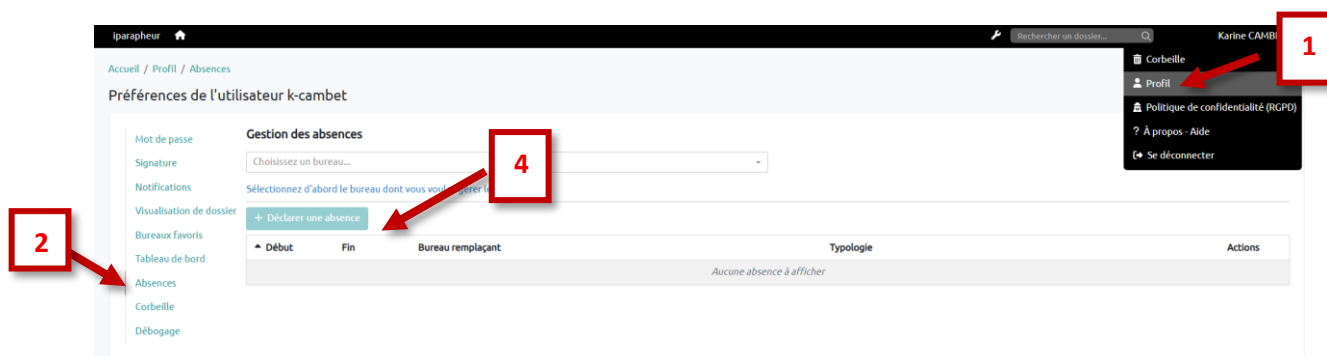 iparapheur Rechercher un dossier... Karine CAMB
1
Corbeille
Profil
Politique de confidentialité (RGPD)
? À propos - Aide
Se déconnecter
Accueil / Profil / Absences
Préférences de l'utilisateur k-cambet
Mot de passe
Signature
Notifications
Visualisation de dossier
Bureaux favoris
Tableau de bord
Absences
Corbeille
Débogage
2
Gestion des absences
Choisissez un bureau...
4
Sélectionnez d'abord le bureau dont vous
+ Déclarer une absence
Début Fin Bureau remplaçant Typologie Actions
Aucune absence à afficher